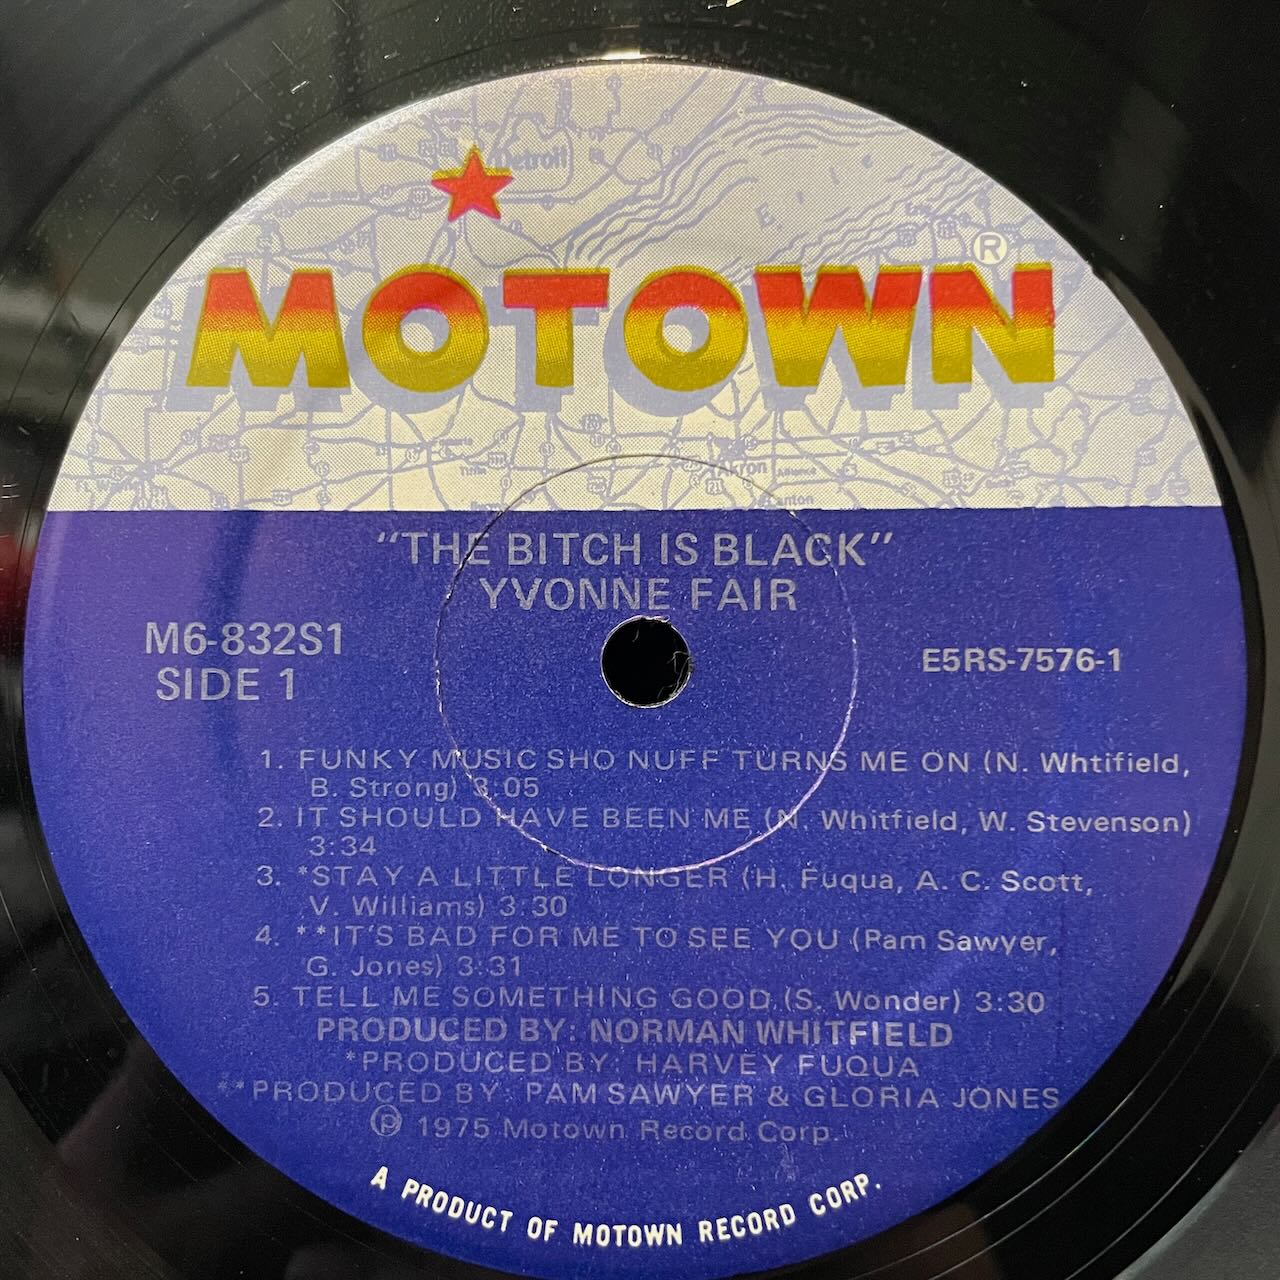 Detroit
MOTOWN®
Akron
"THE BITCH IS BLACK"
YVONNE FAIR
M6-832S1
SIDE 1
E5RS-7576-1
1. FUNKY MUSIC SHO NUFF TURNS ME ON (N. Whtifield,
B. Strong) 3:05
2. IT SHOULD HAVE BEEN ME (N. Whitfield, W. Stevenson)
3:34
3. *STAY A LITTLE LONGER (H. Fuqua, A. C. Scott,
V. Williams) 3:30
4. **IT'S BAD FOR ME TO SEE YOU (Pam Sawyer,
G. Jones) 3:31
5. TELL ME SOMETHING GOOD (S. Wonder) 3:30
PRODUCED BY: NORMAN WHITFIELD
*PRODUCED BY: HARVEY FUQUA
**PRODUCED BY: PAM SAWYER & GLORIA JONES
℗ 1975 Motown Record Corp.
A PRODUCT OF MOTOWN RECORD CORP.